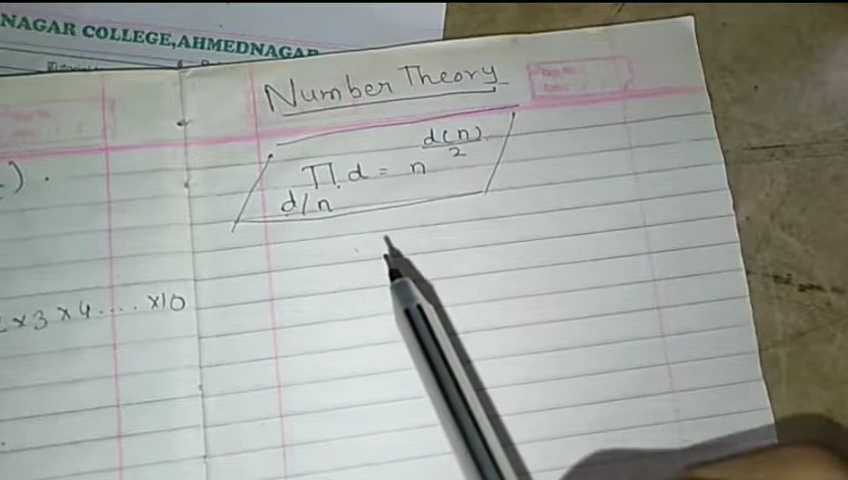 NAGAR COLLEGE,AHMEDNAGAR
Number Theory
) .
∏ d = n^{d(n)/2}
d/n
x3 x4 .... x10